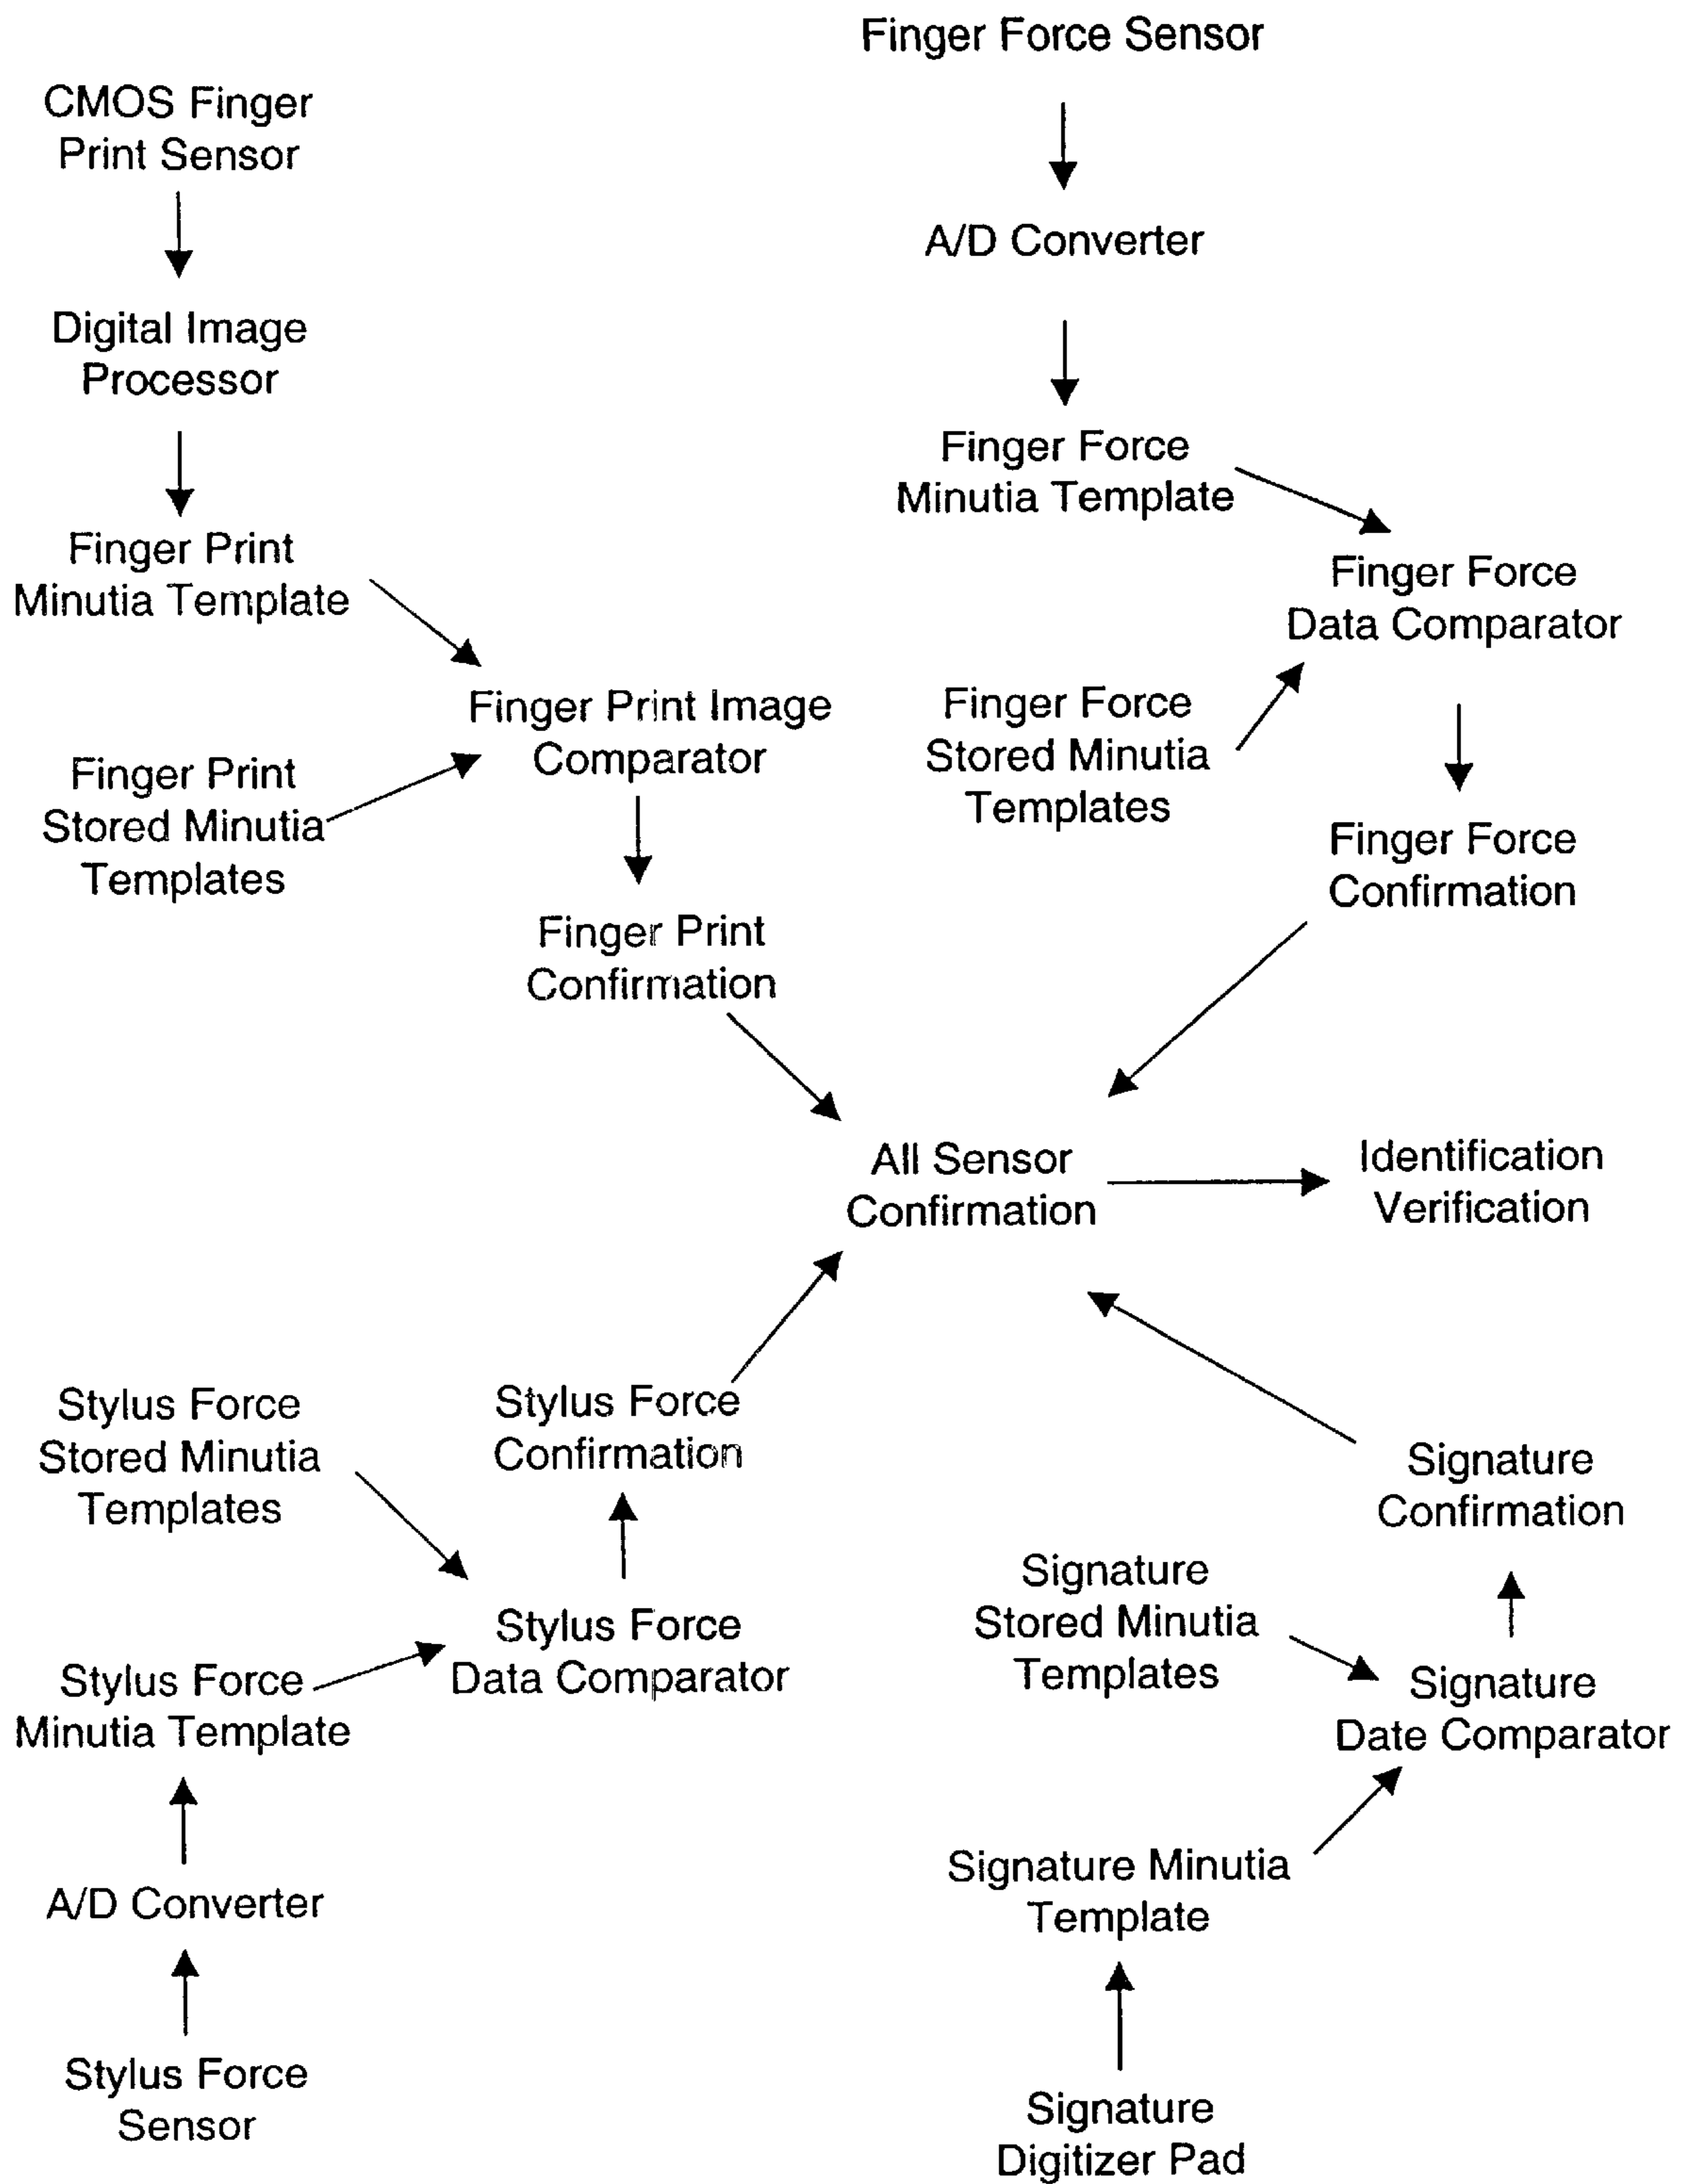 Finger Force Sensor
CMOS Finger
Print Sensor
A/D Converter
Digital Image
Processor
Finger Force
Minutia Template
Finger Print
Minutia Template
Finger Force
Data Comparator
Finger Print Image
Comparator
Finger Force
Stored Minutia
Templates
Finger Print
Stored Minutia
Templates
Finger Force
Confirmation
Finger Print
Confirmation
All Sensor
Confirmation
Identification
Verification
Stylus Force
Stored Minutia
Templates
Stylus Force
Confirmation
Signature
Confirmation
Signature
Stored Minutia
Templates
Stylus Force
Data Comparator
Stylus Force
Minutia Template
Signature
Date Comparator
Signature Minutia
Template
A/D Converter
Stylus Force
Sensor
Signature
Digitizer Pad